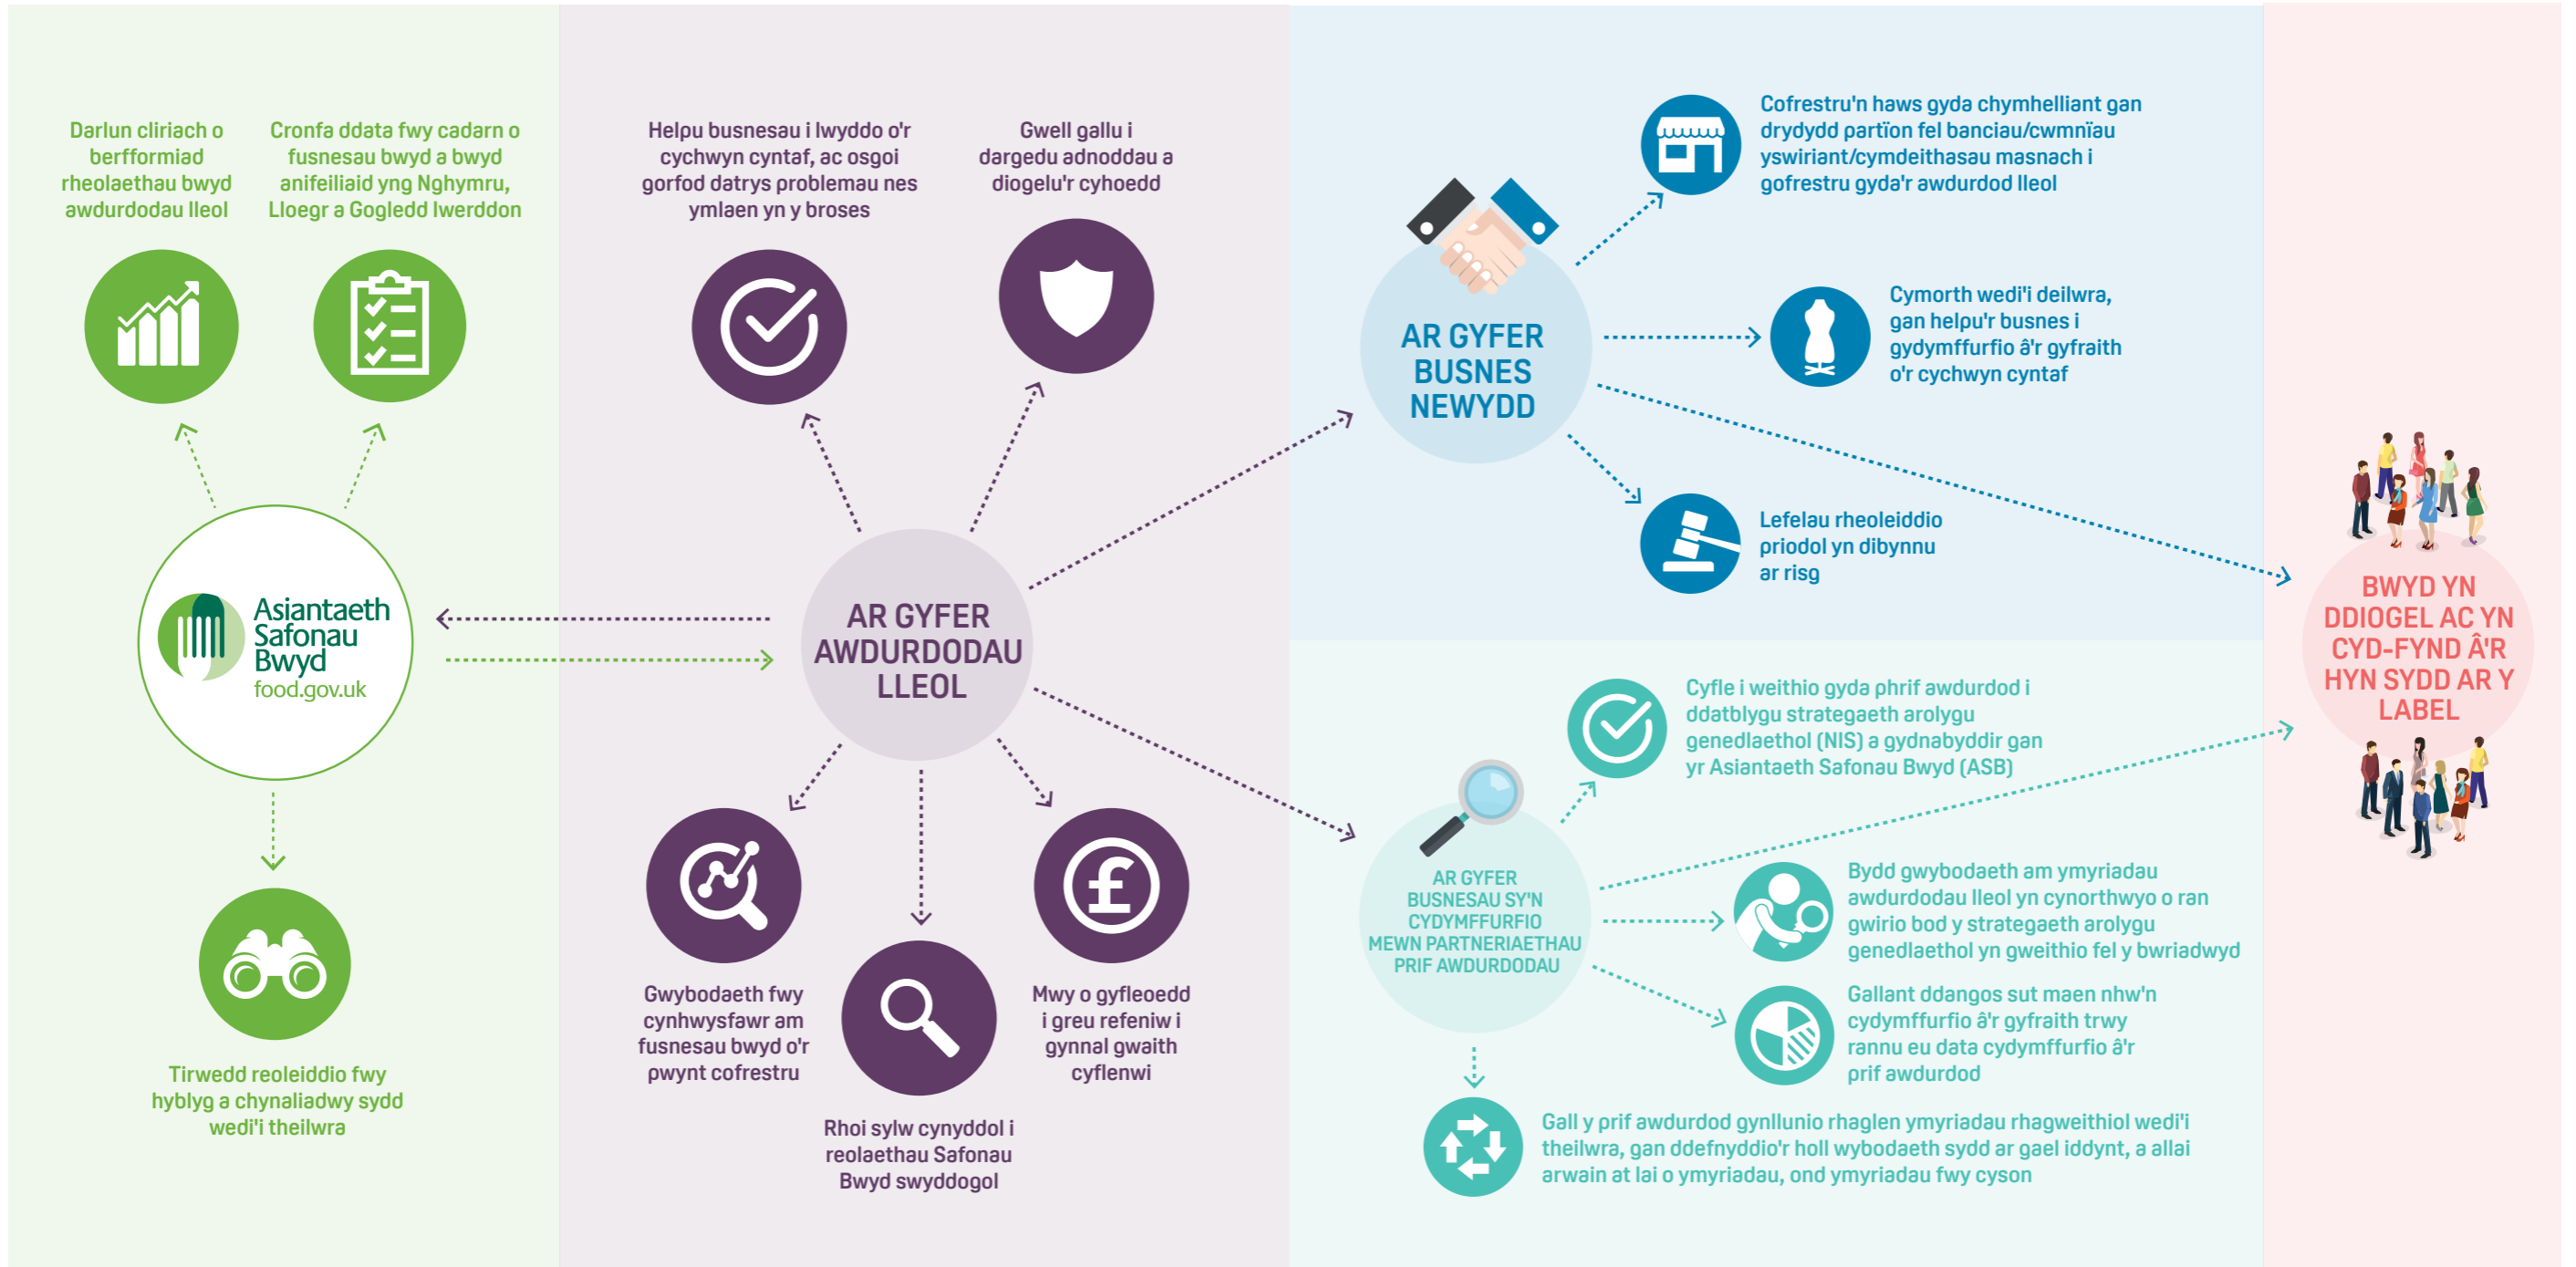 Darlun cliriach o
berfformiad
rheolaethau bwyd
awdurdodau lleol
Cronfa ddata fwy cadarn o
fusnesau bwyd a bwyd
anifeiliaid yng Nghymru,
Lloegr a Gogledd Iwerddon
Asiantaeth
Safonau
Bwyd
food.gov.uk
Tirwedd reoleiddio fwy
hyblyg a chynaliadwy sydd
wedi'i theilwra
Helpu busnesau i lwyddo o'r
cychwyn cyntaf, ac osgoi
gorfod datrys problemau nes
ymlaen yn y broses
Gwell gallu i
dargedu adnoddau a
diogelu'r cyhoedd
AR GYFER
AWDURDODAU
LLEOL
Gwybodaeth fwy
cynhwysfawr am
fusnesau bwyd o'r
pwynt cofrestru
Rhoi sylw cynyddol i
reolaethau Safonau
Bwyd swyddogol
£
Mwy o gyfleoedd
i greu refeniw i
gynnal gwaith
cyflenwi
AR GYFER
BUSNES
NEWYDD
Cofrestru'n haws gyda chymhelliant gan
drydydd partïon fel banciau/cwmnïau
yswiriant/cymdeithasau masnach i
gofrestru gyda'r awdurdod lleol
Cymorth wedi'i deilwra,
gan helpu'r busnes i
gydymffurfio â'r gyfraith
o'r cychwyn cyntaf
Lefelau rheoleiddio
priodol yn dibynnu
ar risg
AR GYFER
BUSNESAU SY'N
CYDYMFFURFIO
MEWN PARTNERIAETHAU
PRIF AWDURDODAU
Cyfle i weithio gyda phrif awdurdod i
ddatblygu strategaeth arolygu
genedlaethol (NIS) a gydnabyddir gan
yr Asiantaeth Safonau Bwyd (ASB)
Bydd gwybodaeth am ymyriadau
awdurdodau lleol yn cynorthwyo o ran
gwirio bod y strategaeth arolygu
genedlaethol yn gweithio fel y bwriadwyd
Gallant ddangos sut maen nhw'n
cydymffurfio â'r gyfraith trwy
rannu eu data cydymffurfio â'r
prif awdurdod
Gall y prif awdurdod gynllunio rhaglen ymyriadau rhagweithiol wedi'i
theilwra, gan ddefnyddio'r holl wybodaeth sydd ar gael iddynt, a allai
arwain at lai o ymyriadau, ond ymyriadau fwy cyson
BWYD YN
DDIOGEL AC YN
CYD-FYND Â'R
HYN SYDD AR Y
LABEL